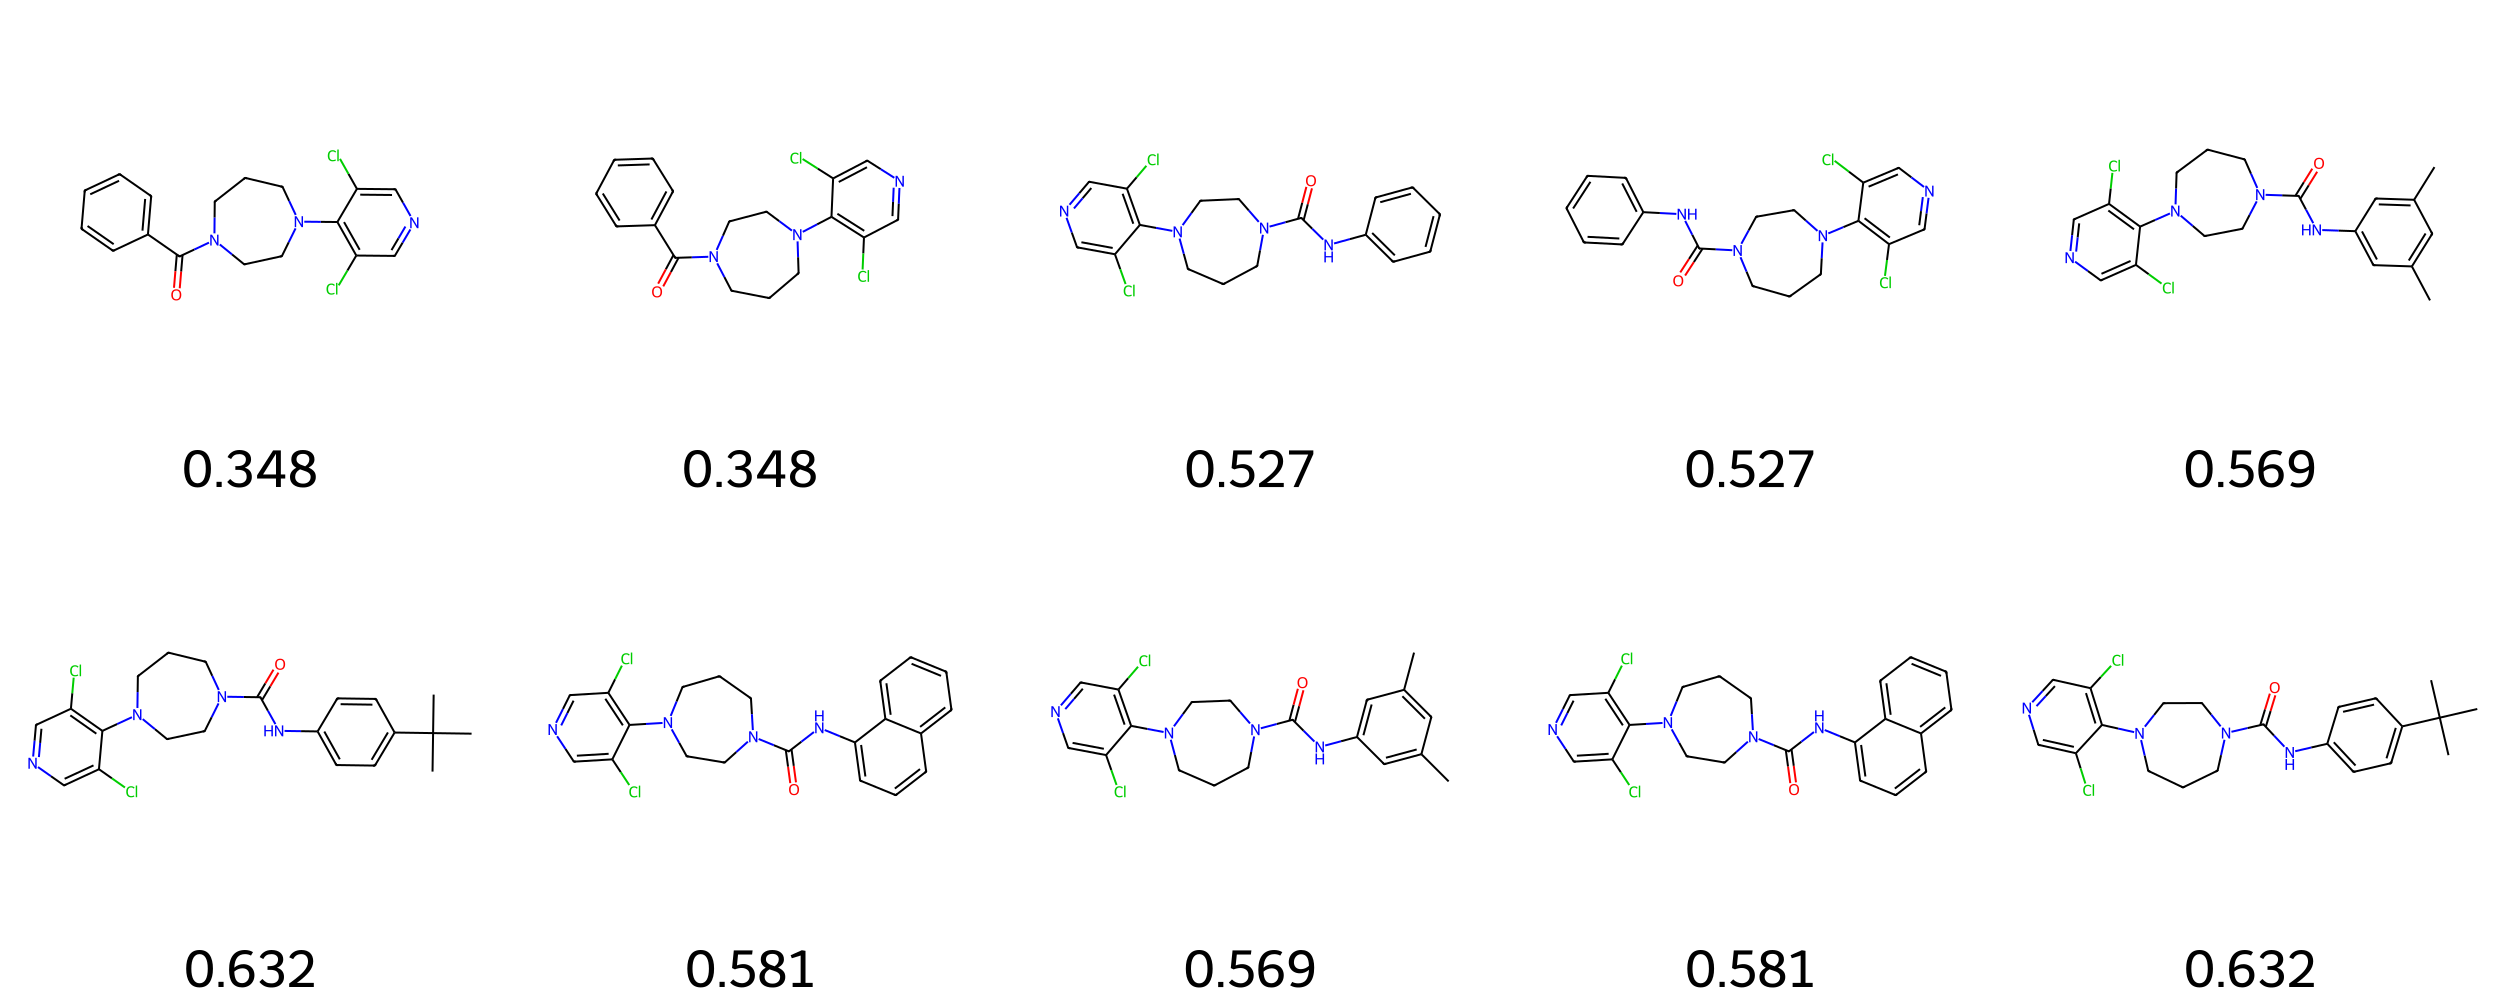 Cl Cl Cl O Cl Cl O
N N N N N N N O NH N N N N Cl N N
N HN N
O Cl O Cl Cl N H O Cl N Cl
0.348 0.348 0.527 0.527 0.569
Cl O Cl H N Cl O Cl H N Cl O
N N HN N N N N N N N N N N N N
N Cl Cl O Cl N H Cl O Cl N H
0.632 0.581 0.569 0.581 0.632